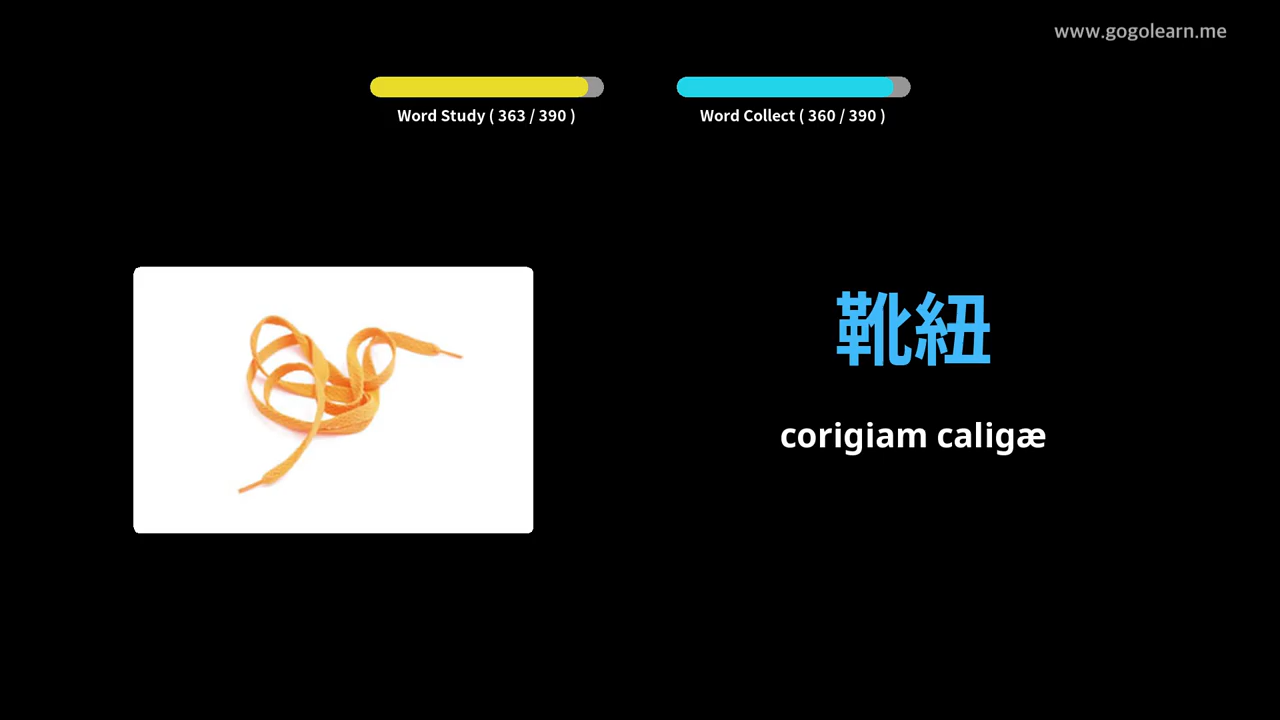 www.gogolearn.me
Word Study ( 363 / 390 )
Word Collect ( 360 / 390 )
靴紐
corigiam caligæ